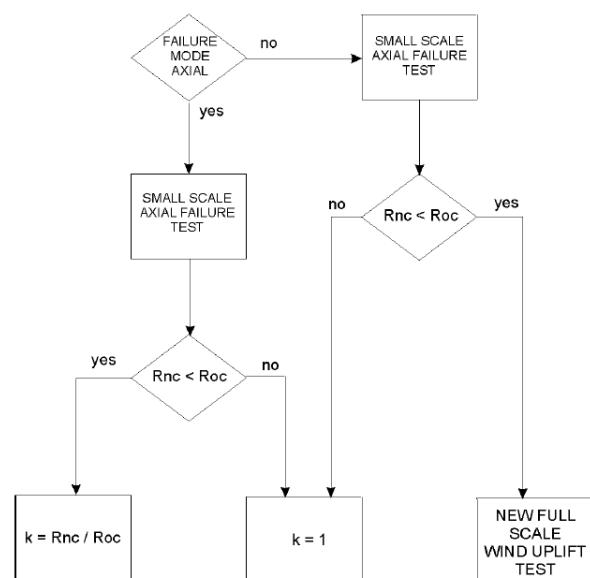 FAILURE
MODE
AXIAL
no
SMALL SCALE
AXIAL FAILURE
TEST
yes
SMALL SCALE
AXIAL FAILURE
TEST
no
Rnc < Roc
yes
yes
Rnc < Roc
no
k = Rnc / Roc
k = 1
NEW FULL
SCALE
WIND UPLIFT
TEST